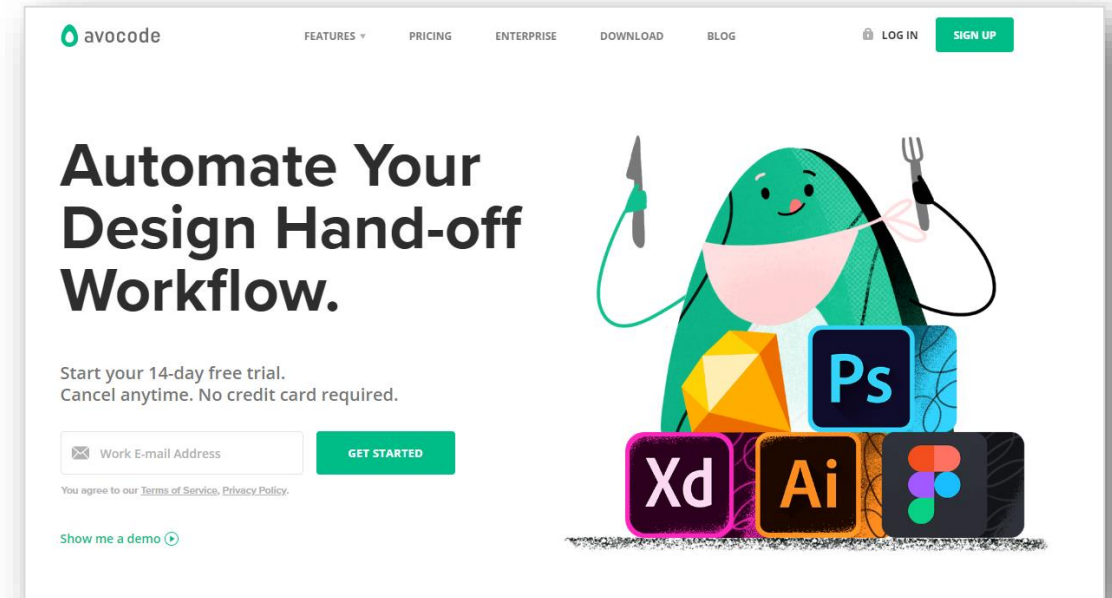 avocode
FEATURES
PRICING
ENTERPRISE
DOWNLOAD
BLOG
LOG IN
SIGN UP
Automate Your
Design Hand-off
Workflow.
Start your 14-day free trial.
Cancel anytime. No credit card required.
Work E-mail Address
GET STARTED
You agree to our Terms of Service, Privacy Policy.
Show me a demo
Ps
Xd
Ai